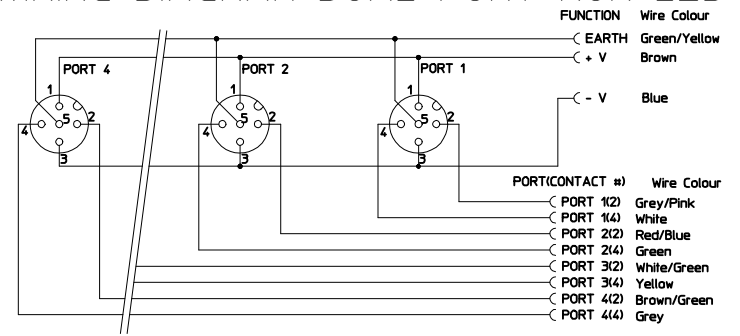 FUNCTION Wire Colour
EARTH Green/Yellow
+ V Brown
- V Blue
PORT 4 PORT 2 PORT 1
1 1 1
4 5 2 4 5 2 4 5 2
3 3 3
PORT(CONTACT #) Wire Colour
PORT 1(2) Grey/Pink
PORT 1(4) White
PORT 2(2) Red/Blue
PORT 2(4) Green
PORT 3(2) White/Green
PORT 3(4) Yellow
PORT 4(2) Brown/Green
PORT 4(4) Grey